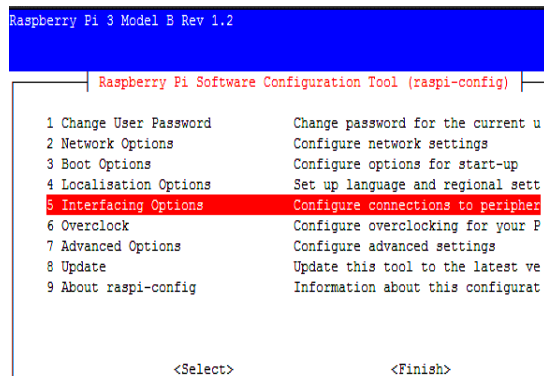 Raspberry Pi 3 Model B Rev 1.2
Raspberry Pi Software Configuration Tool (raspi-config)
1 Change User Password Change password for the current u
2 Network Options Configure network settings
3 Boot Options Configure options for start-up
4 Localisation Options Set up language and regional sett
5 Interfacing Options Configure connections to peripher
6 Overclock Configure overclocking for your P
7 Advanced Options Configure advanced settings
8 Update Update this tool to the latest ve
9 About raspi-config Information about this configurat
<Select> <Finish>